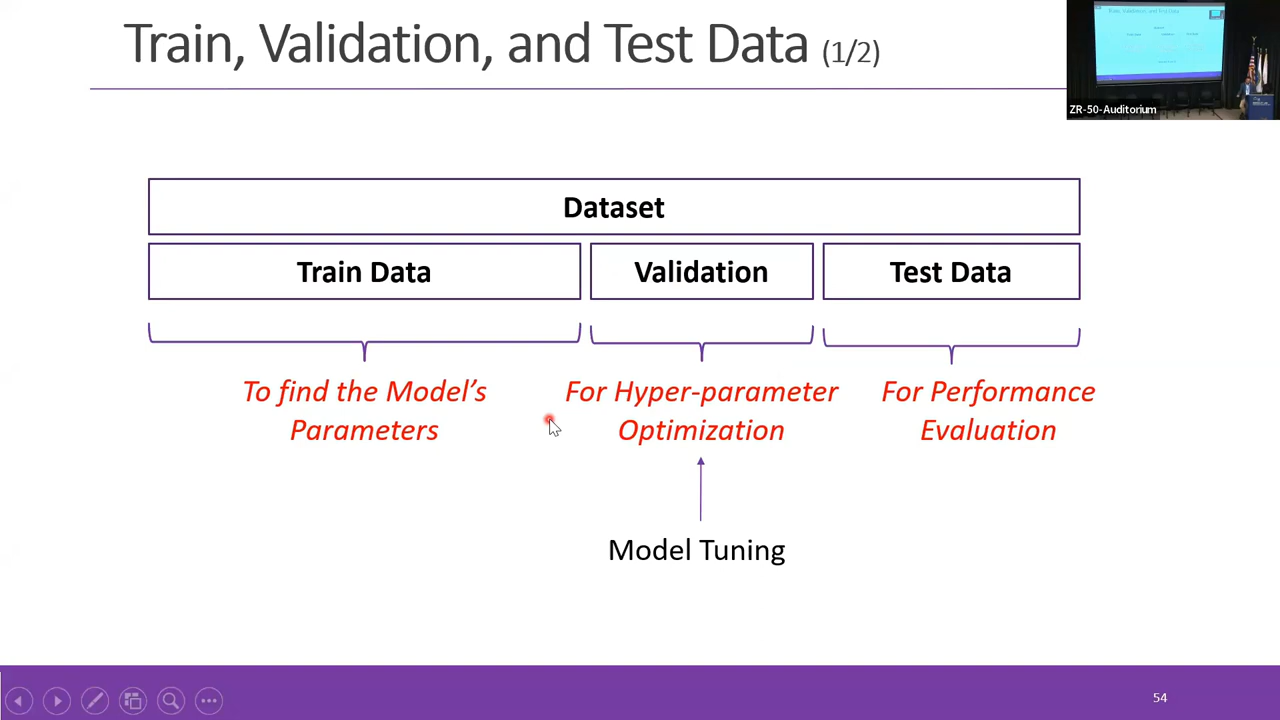 Train, Validation, and Test Data (1/2)
ZR-50-Auditorium
Dataset
Train Data
Validation
Test Data
To find the Model's
Parameters
For Hyper-parameter
Optimization
For Performance
Evaluation
Model Tuning
54